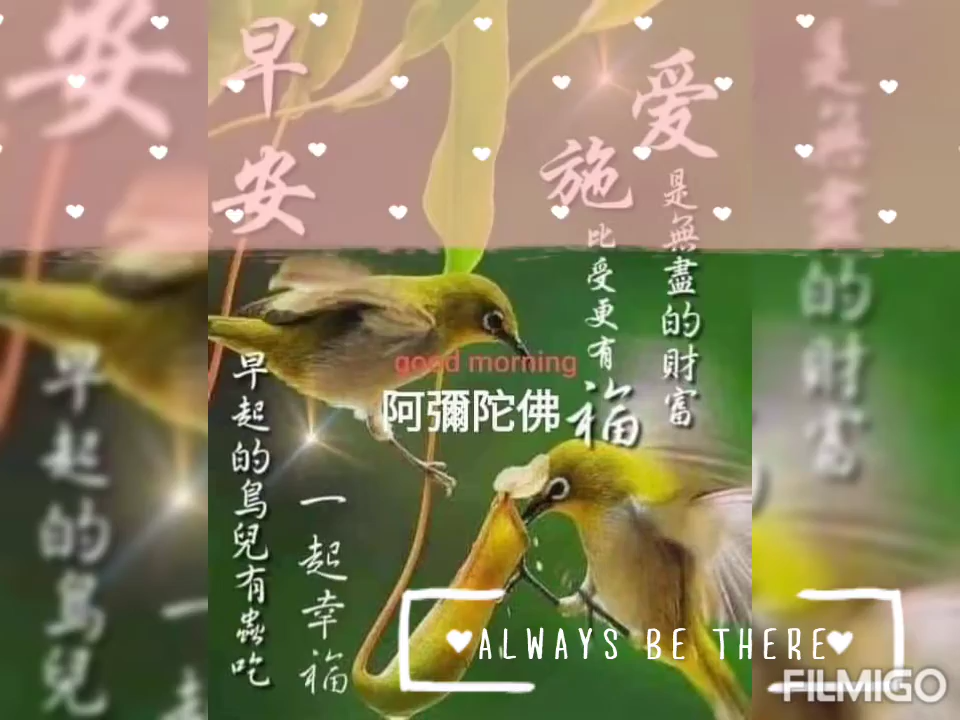 早安
愛是無盡的財富
施比受更有福
good morning
阿彌陀佛
早起的鳥兒有蟲吃
一起幸福
ALWAYS BE THERE
FILMIGO